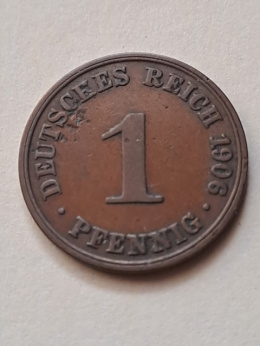 DEUTSCHES REICH 1906
1
· PFENNIG ·